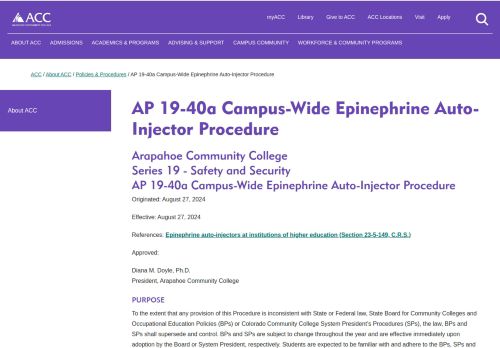 myACC Library Give to ACC ACC Locations Visit Apply
ACC
ABOUT ACC ADMISSIONS ACADEMICS & PROGRAMS ADVISING & SUPPORT CAMPUS COMMUNITY WORKFORCE & COMMUNITY PROGRAMS
ACC / About ACC / Policies & Procedures / AP 19-40a Campus-Wide Epinephrine Auto-Injector Procedure
About ACC
AP 19-40a Campus-Wide Epinephrine Auto-
Injector Procedure
Arapahoe Community College
Series 19 - Safety and Security
AP 19-40a Campus-Wide Epinephrine Auto-Injector Procedure
Originated: August 27, 2024
Effective: August 27, 2024
References: Epinephrine auto-injectors at institutions of higher education (Section 23-5-149, C.R.S.)
Approved:
Diana M. Doyle, Ph.D.
President, Arapahoe Community College
PURPOSE
To the extent that any provision of this Procedure is inconsistent with State or Federal law, State Board for Community Colleges and
Occupational Education Policies (BPs) or Colorado Community College System President's Procedures (SPs), the law, BPs and
SPs shall supersede and control. BPs and SPs are subject to change throughout the year and are effective immediately upon
adoption by the Board or System President, respectively. Students are expected to be familiar with and adhere to the BPs, SPs and